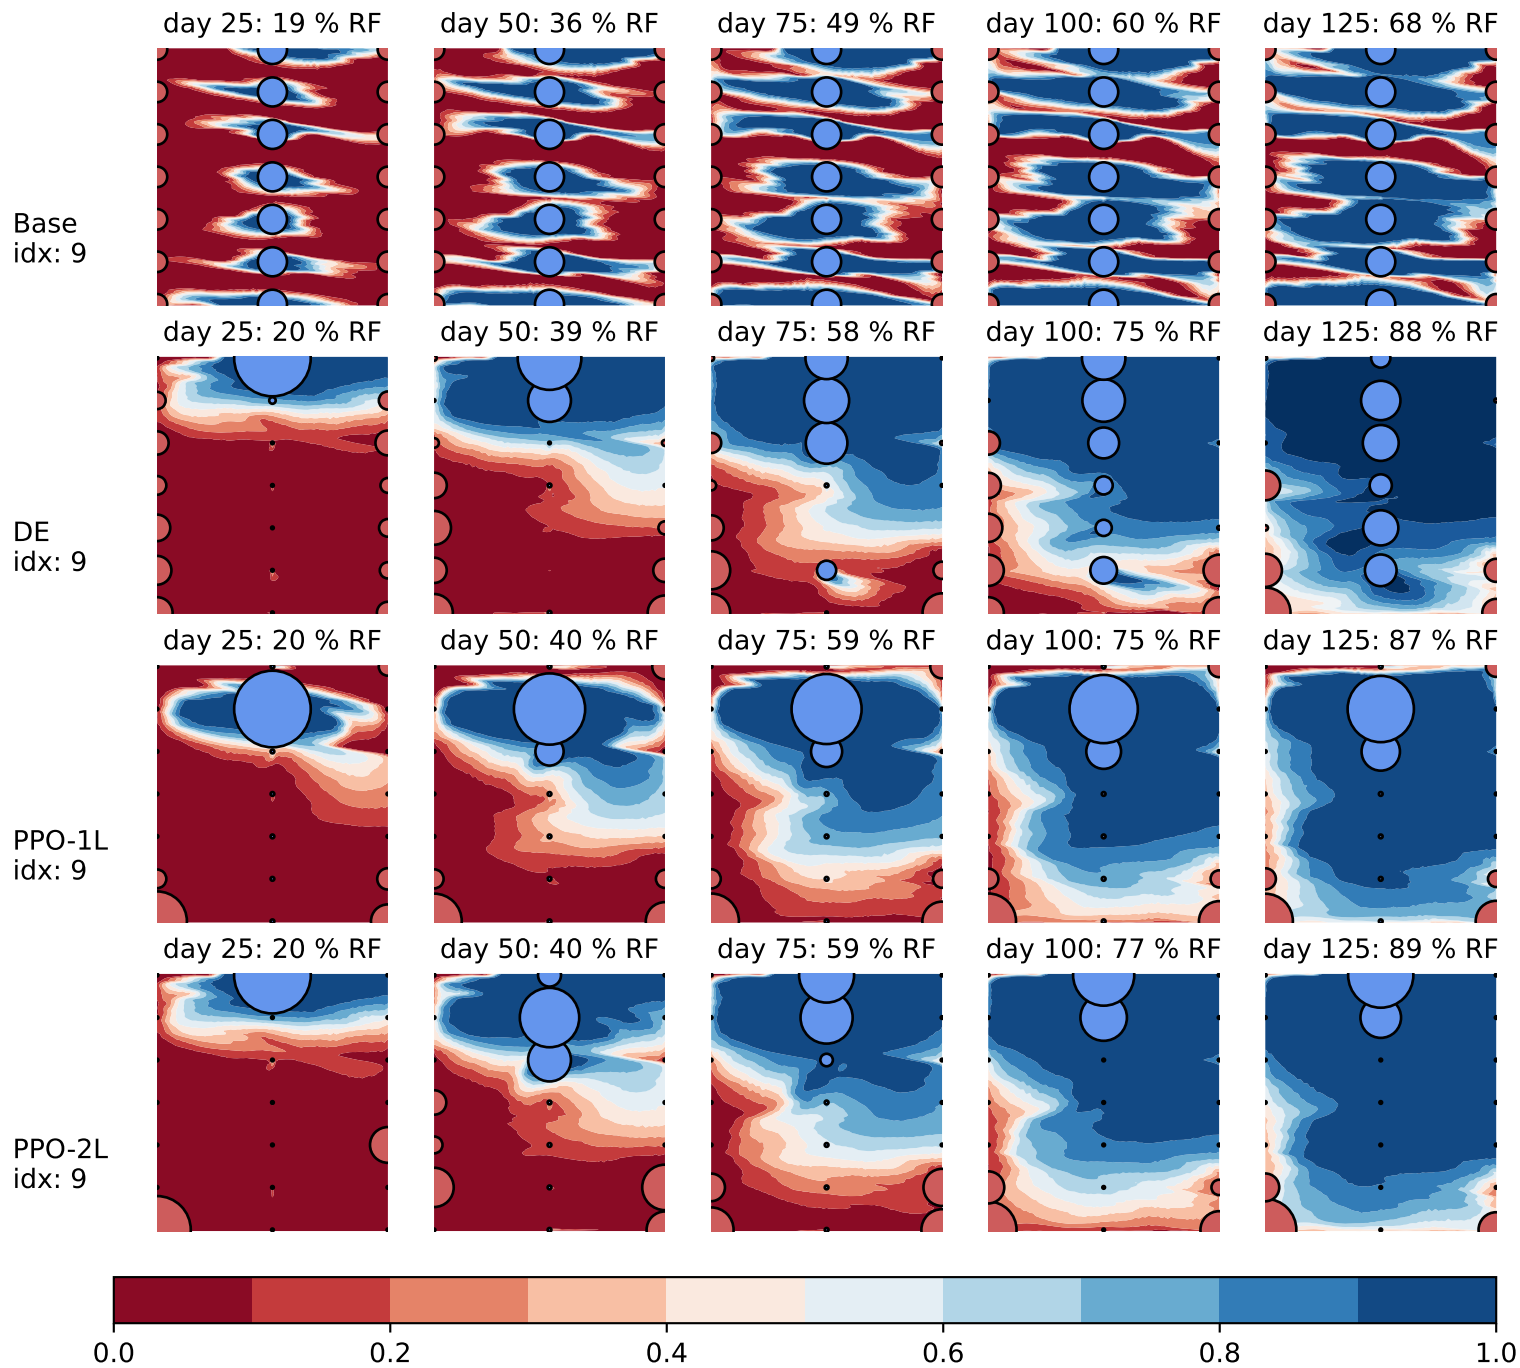 day 25: 19 % RF
day 50: 36 % RF
day 75: 49 % RF
day 100: 60 % RF
day 125: 68 % RF
Base
idx: 9
day 25: 20 % RF
day 50: 39 % RF
day 75: 58 % RF
day 100: 75 % RF
day 125: 88 % RF
DE
idx: 9
day 25: 20 % RF
day 50: 40 % RF
day 75: 59 % RF
day 100: 75 % RF
day 125: 87 % RF
PPO-1L
idx: 9
day 25: 20 % RF
day 50: 40 % RF
day 75: 59 % RF
day 100: 77 % RF
day 125: 89 % RF
PPO-2L
idx: 9
0.0
0.2
0.4
0.6
0.8
1.0